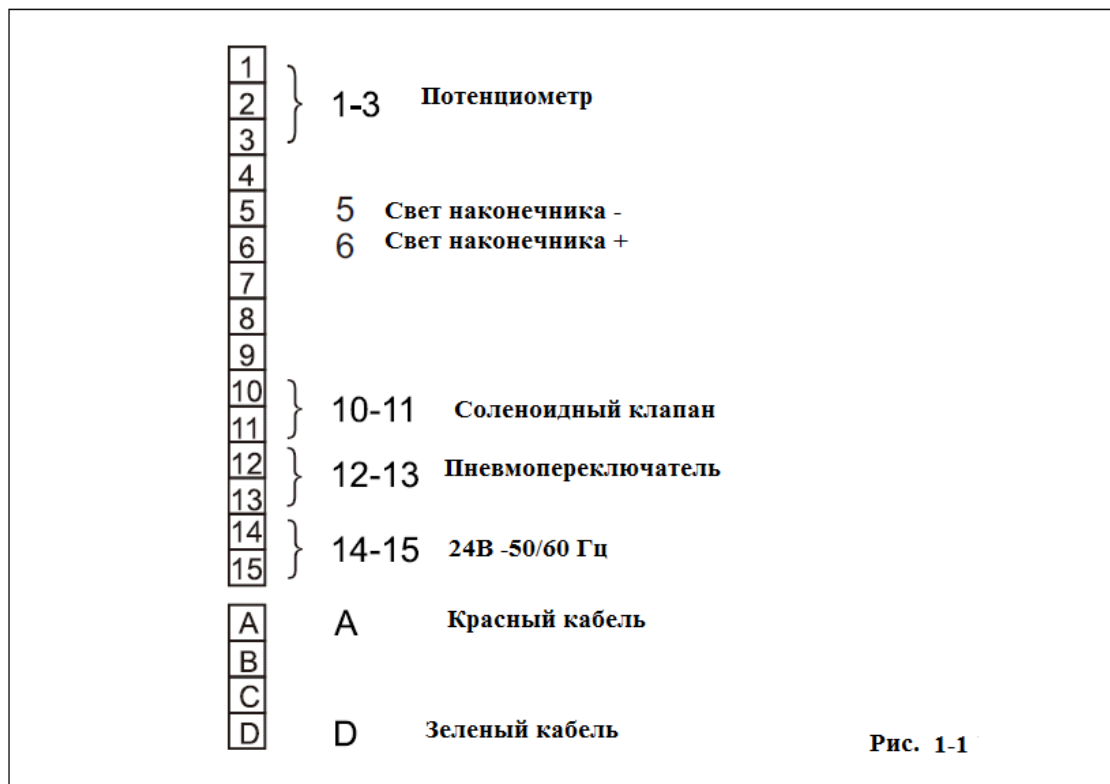 1
2
3
1-3 Потенциометр
4
5
5 Свет наконечника -
6
6 Свет наконечника +
7
8
9
10
11
10-11 Соленоидный клапан
12
13
12-13 Пневмопереключатель
14
15
14-15 24В -50/60 Гц
A
A Красный кабель
B
C
D
D Зеленый кабель
Рис. 1-1